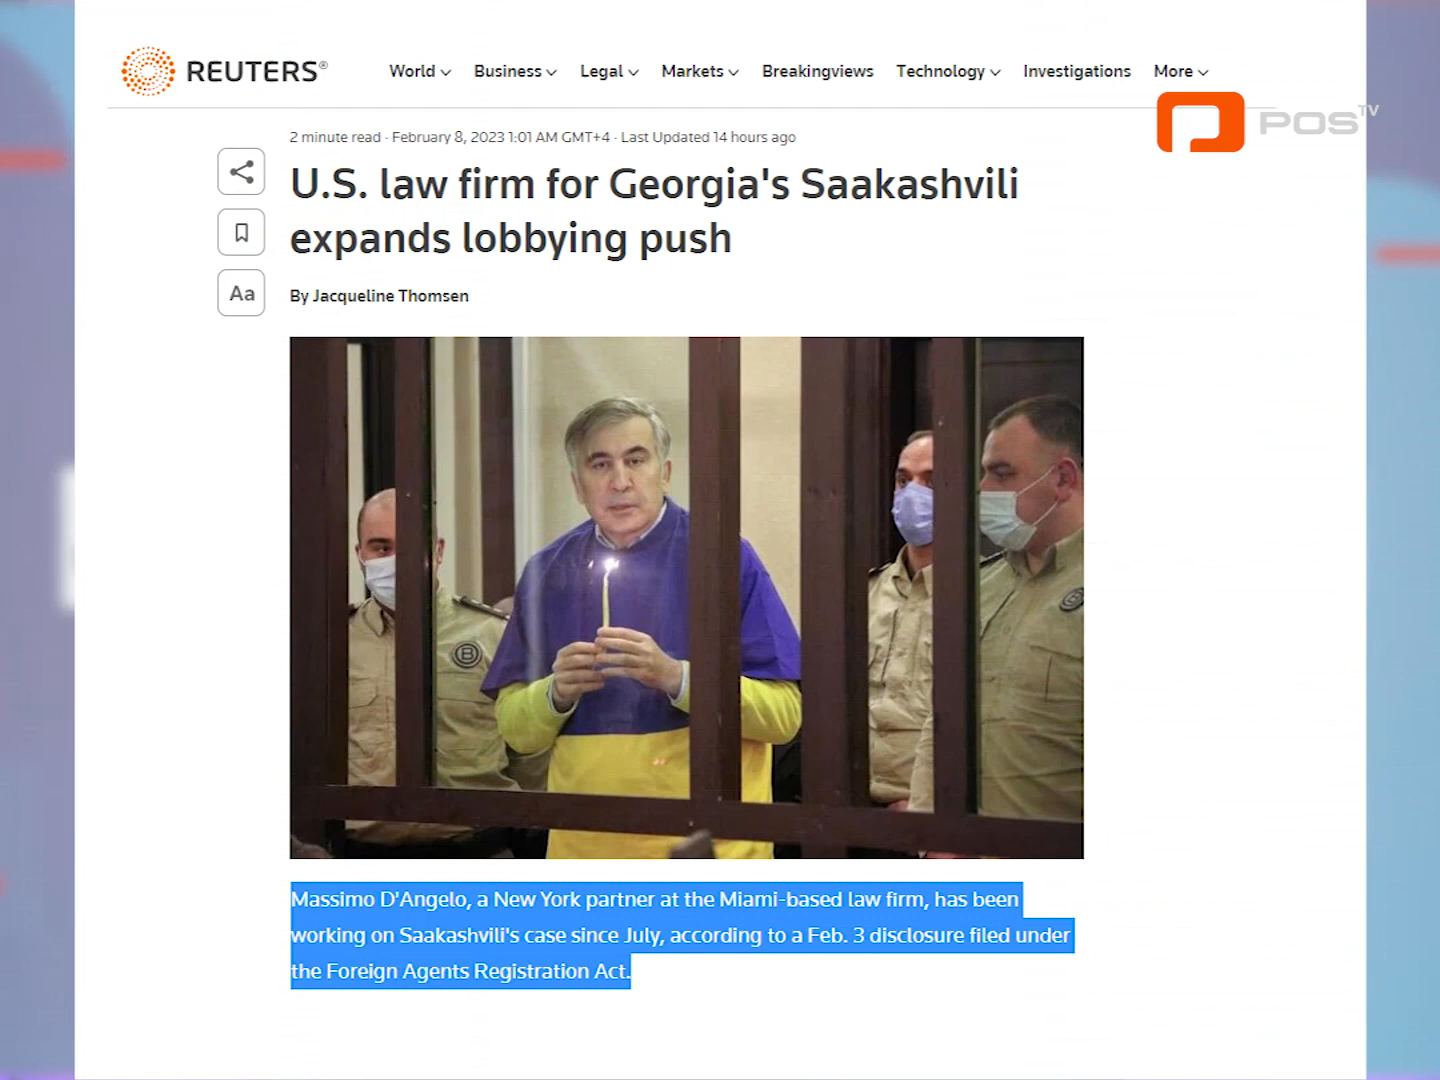 REUTERS®
World Business Legal Markets Breakingviews Technology Investigations More
POSTV
2 minute read · February 8, 2023 1:01 AM GMT+4 · Last Updated 14 hours ago
U.S. law firm for Georgia's Saakashvili
expands lobbying push
Aa
By Jacqueline Thomsen
B
Massimo D'Angelo, a New York partner at the Miami-based law firm, has been
working on Saakashvili's case since July, according to a Feb. 3 disclosure filed under
the Foreign Agents Registration Act.